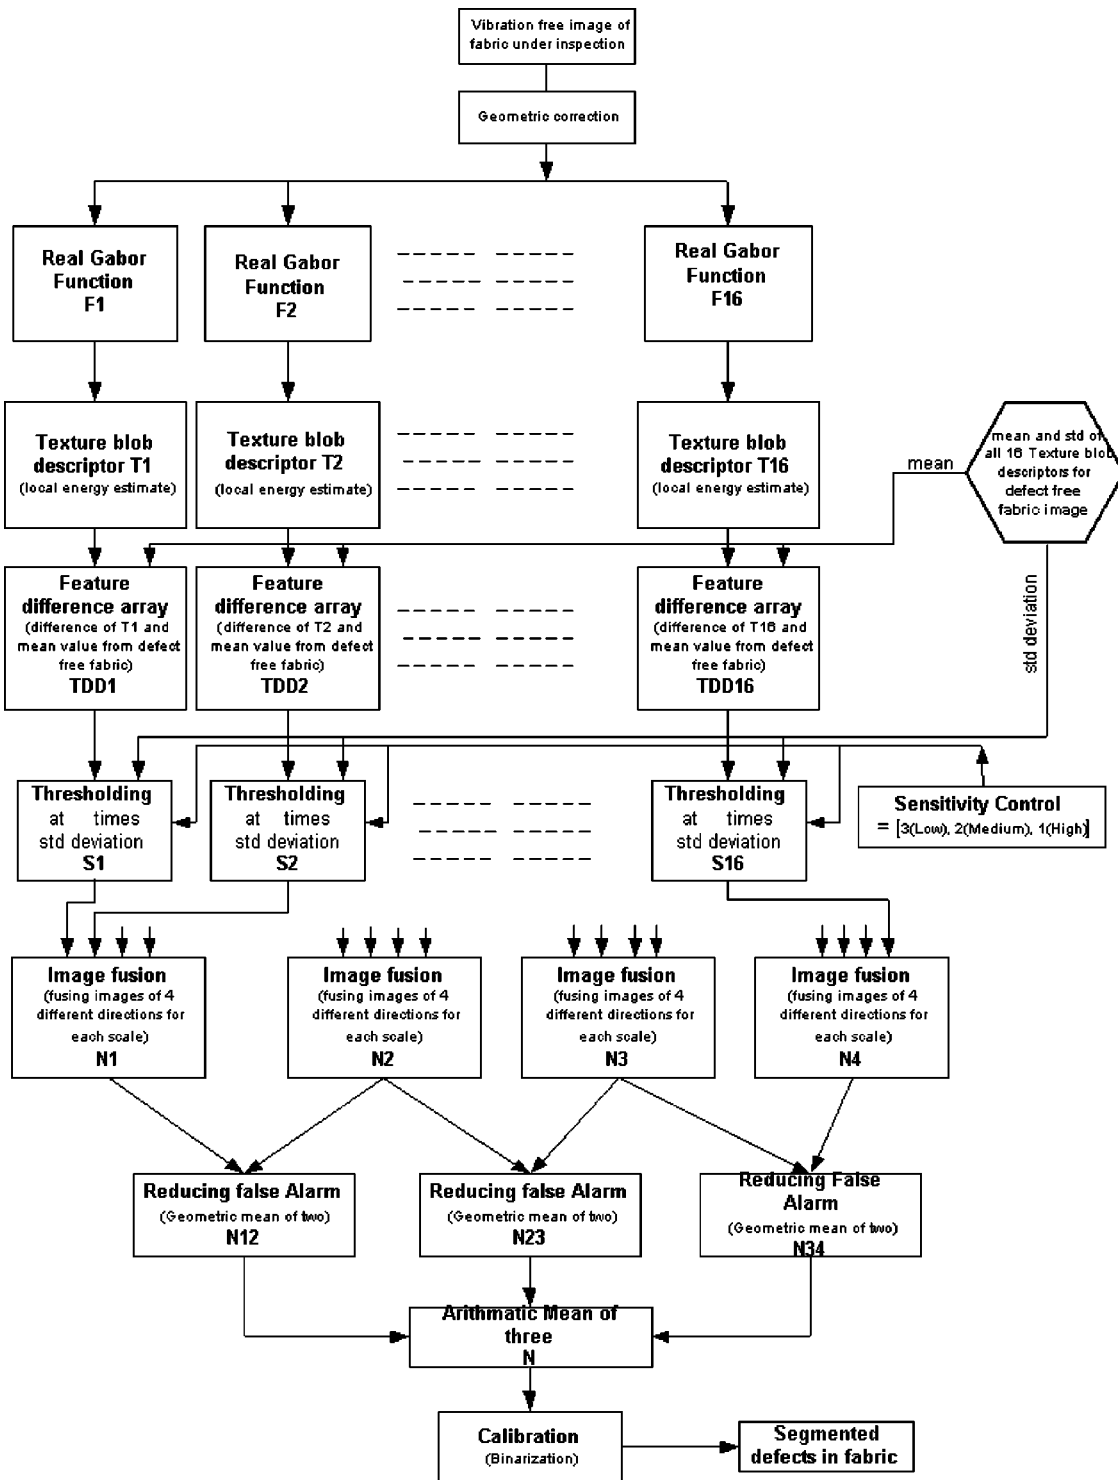 Vibration free image of
fabric under inspection
Geometric correction
Real Gabor
Function
F1
Real Gabor
Function
F2
Real Gabor
Function
F16
Texture blob
descriptor T1
(local energy estimate)
Texture blob
descriptor T2
(local energy estimate)
Texture blob
descriptor T16
(local energy estimate)
mean
mean and std of
all 16 Texture blob
descriptors for
defect free
fabric image
Feature
difference array
(difference of T1 and
mean value from defect
free fabric)
TDD1
Feature
difference array
(difference of T2 and
mean value from defect
free fabric)
TDD2
Feature
difference array
(difference of T16 and
mean value from defect
free fabric)
TDD16
std deviation
Thresholding
at times
std deviation
S1
Thresholding
at times
std deviation
S2
Thresholding
at times
std deviation
S16
Sensitivity Control
= [3(Low), 2(Medium), 1(High)]
Image fusion
(fusing images of 4
different directions for
each scale)
N1
Image fusion
(fusing images of 4
different directions for
each scale)
N2
Image fusion
(fusing images of 4
different directions for
each scale)
N3
Image fusion
(fusing images of 4
different directions for
each scale)
N4
Reducing false Alarm
(Geometric mean of two)
N12
Reducing false Alarm
(Geometric mean of two)
N23
Reducing False
Alarm
(Geometric mean of two)
N34
Arithmatic Mean of
three
N
Calibration
(Binarization)
Segmented
defects in fabric